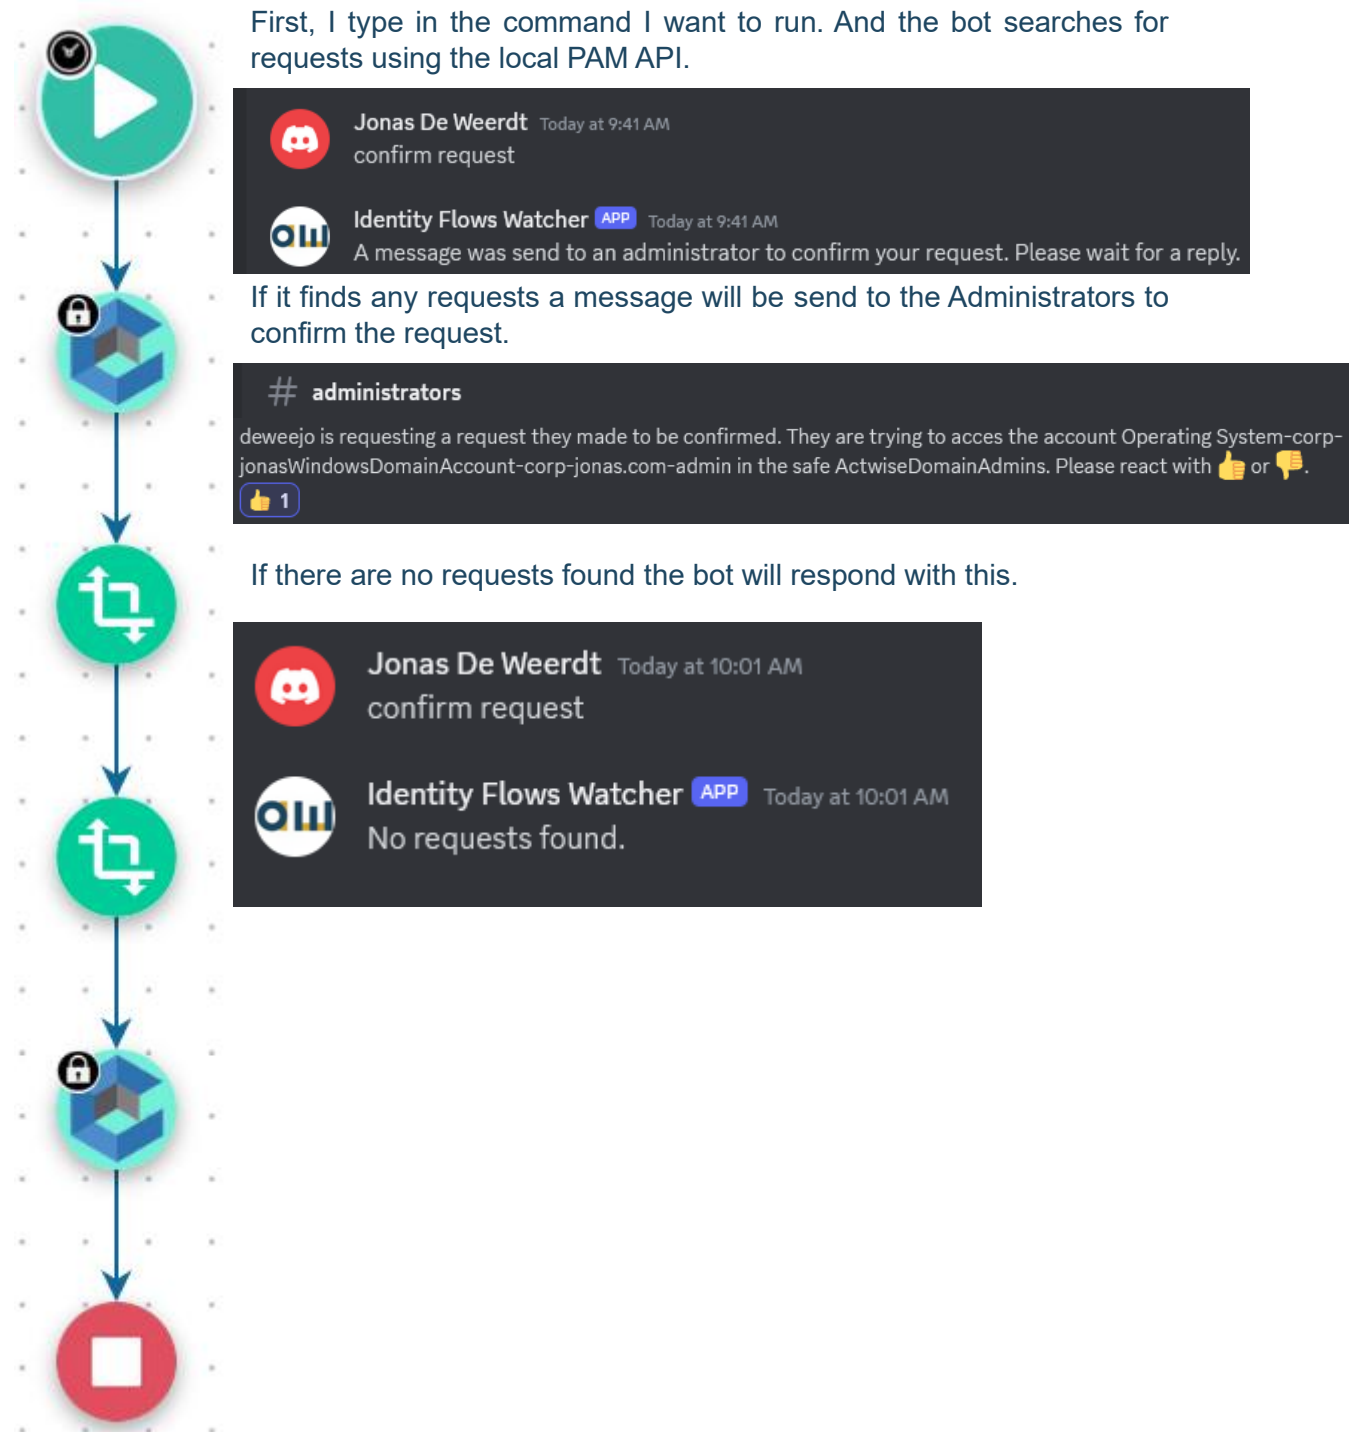 First, I type in the command I want to run. And the bot searches for
requests using the local PAM API.
Jonas De Weerdt Today at 9:41 AM
confirm request
Identity Flows Watcher APP Today at 9:41 AM
A message was send to an administrator to confirm your request. Please wait for a reply.
If it finds any requests a message will be send to the Administrators to
confirm the request.
# administrators
deweejo is requesting a request they made to be confirmed. They are trying to acces the account Operating System-corp-
jonasWindowsDomainAccount-corp-jonas.com-admin in the safe ActwiseDomainAdmins. Please react with 👍 or 👎.
👍 1
If there are no requests found the bot will respond with this.
Jonas De Weerdt Today at 10:01 AM
confirm request
Identity Flows Watcher APP Today at 10:01 AM
No requests found.